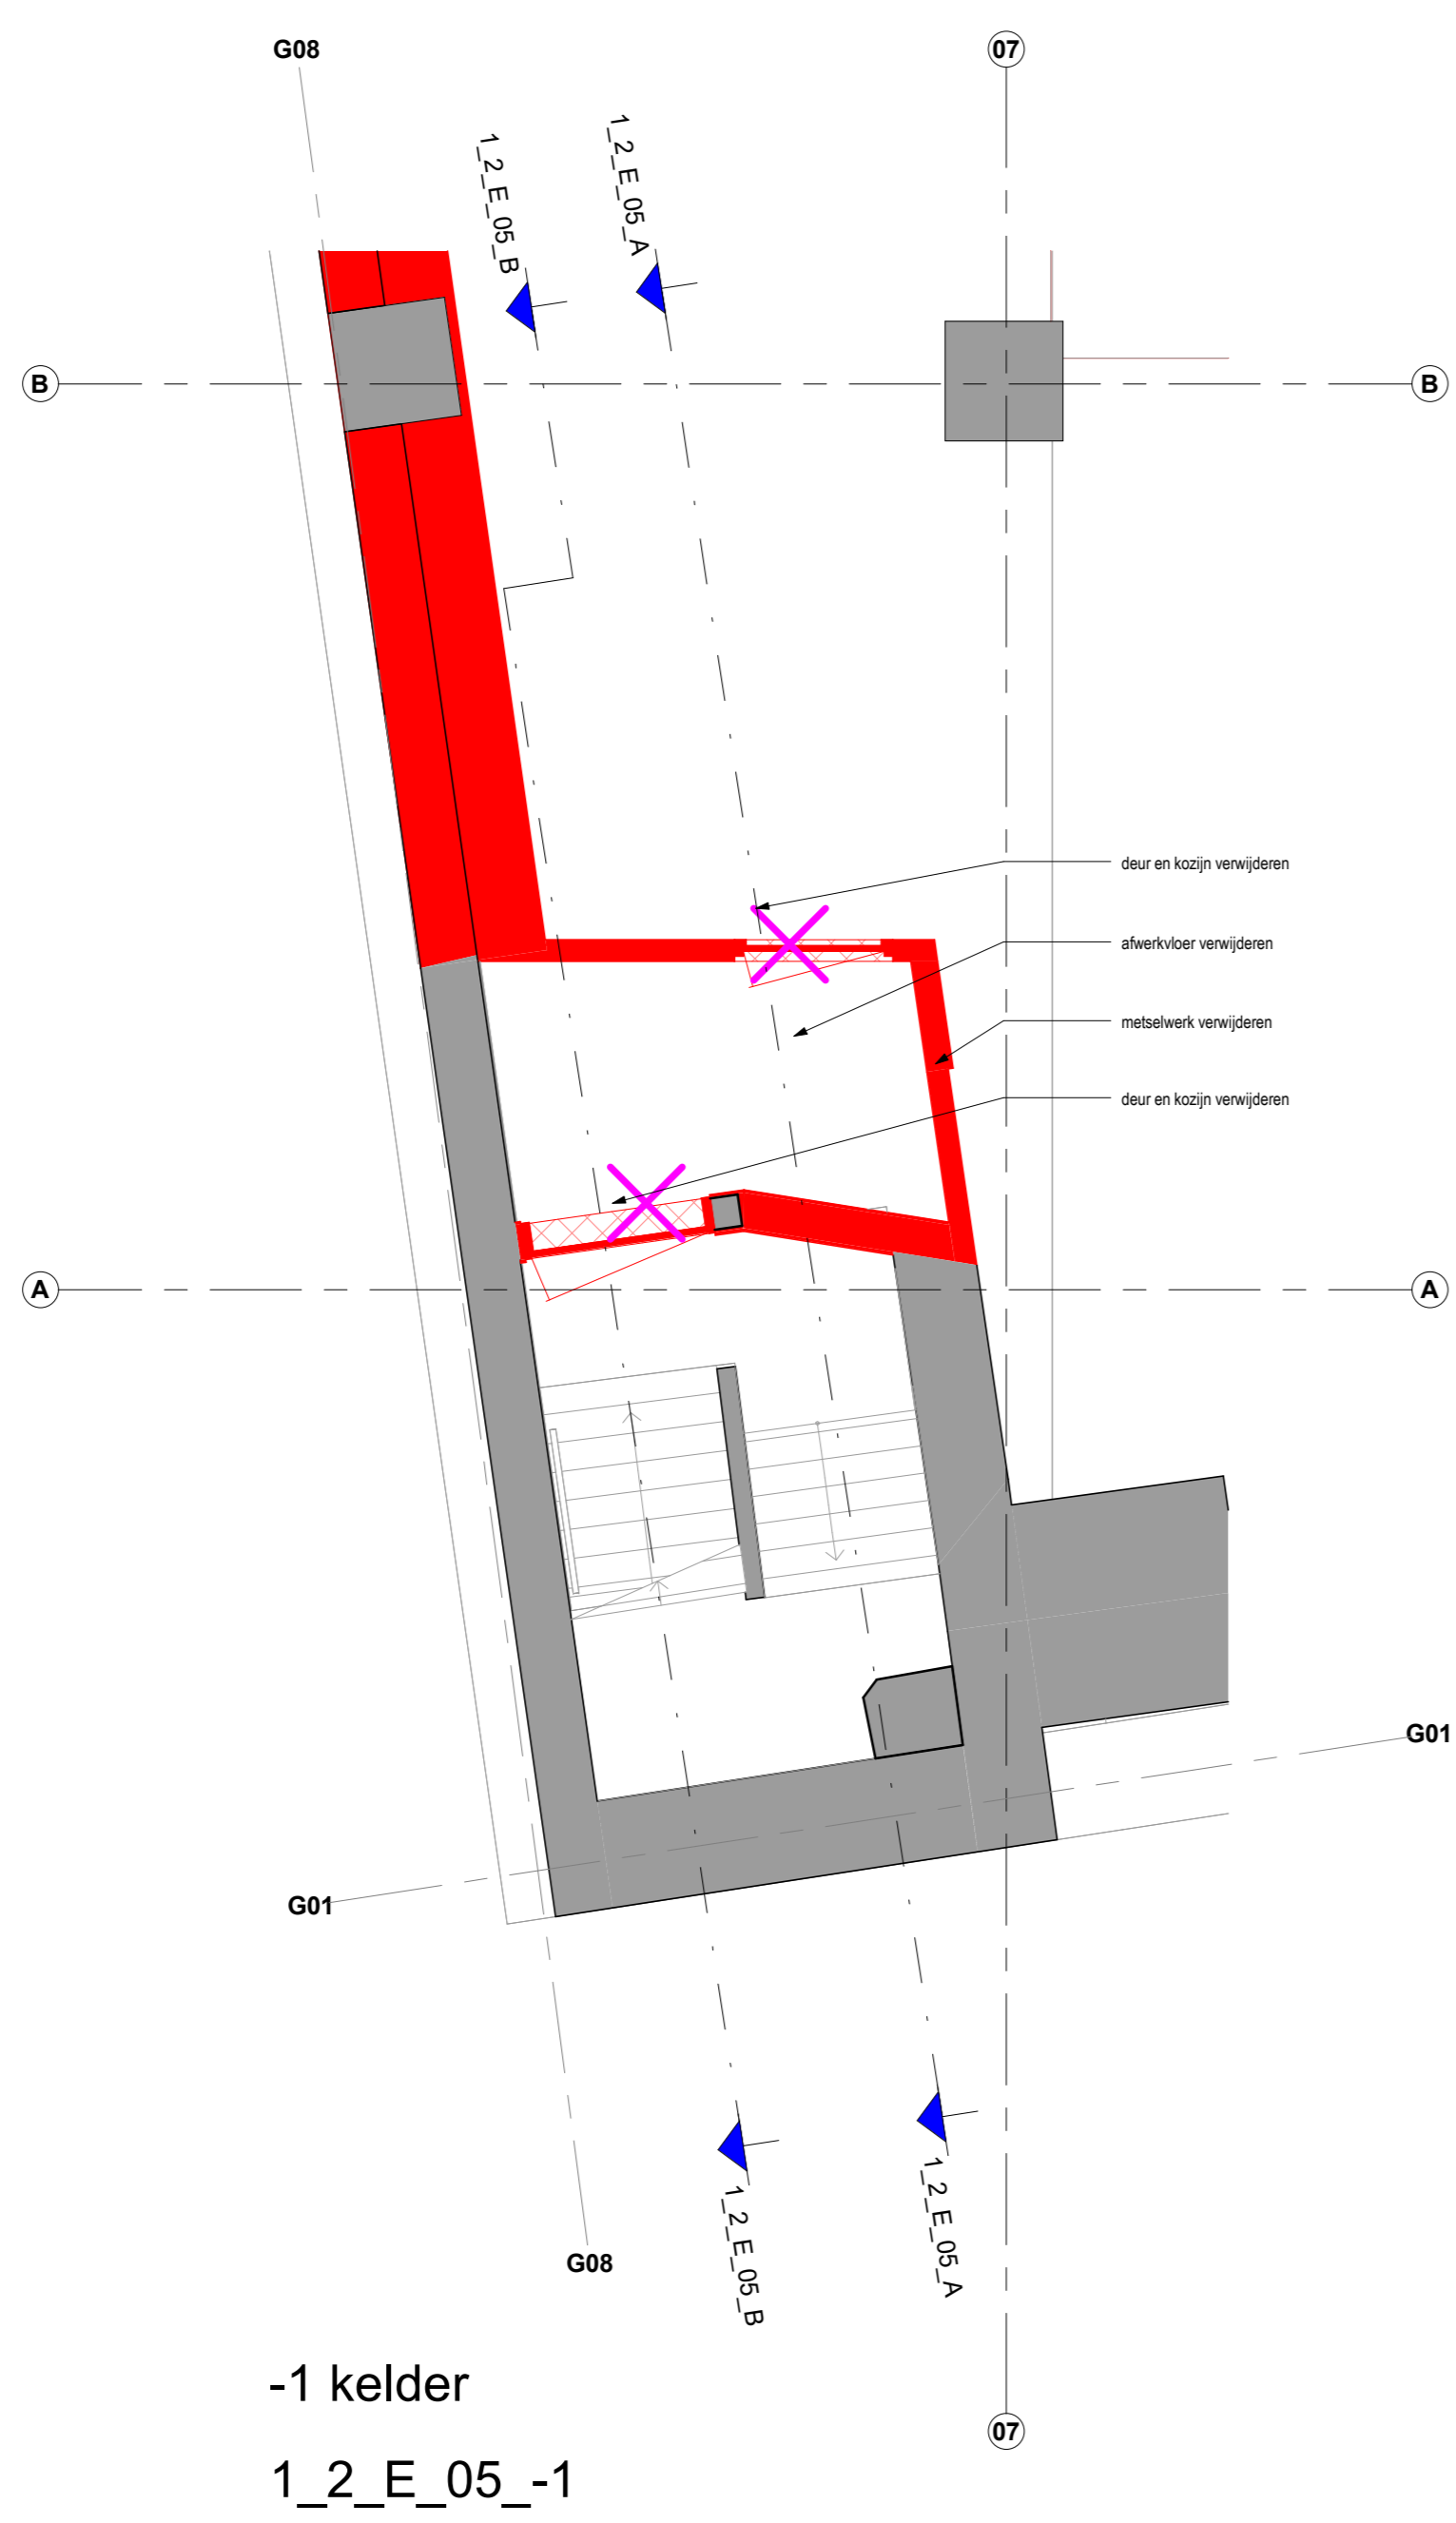 G08
07
1_2_E_05_B
1_2_E_05_A
B
B
deur en kozijn verwijderen
afwerkvloer verwijderen
metselwerk verwijderen
deur en kozijn verwijderen
A
A
G01
G01
1_2_E_05_A
1_2_E_05_B
G08
-1 kelder
07
1_2_E_05_-1